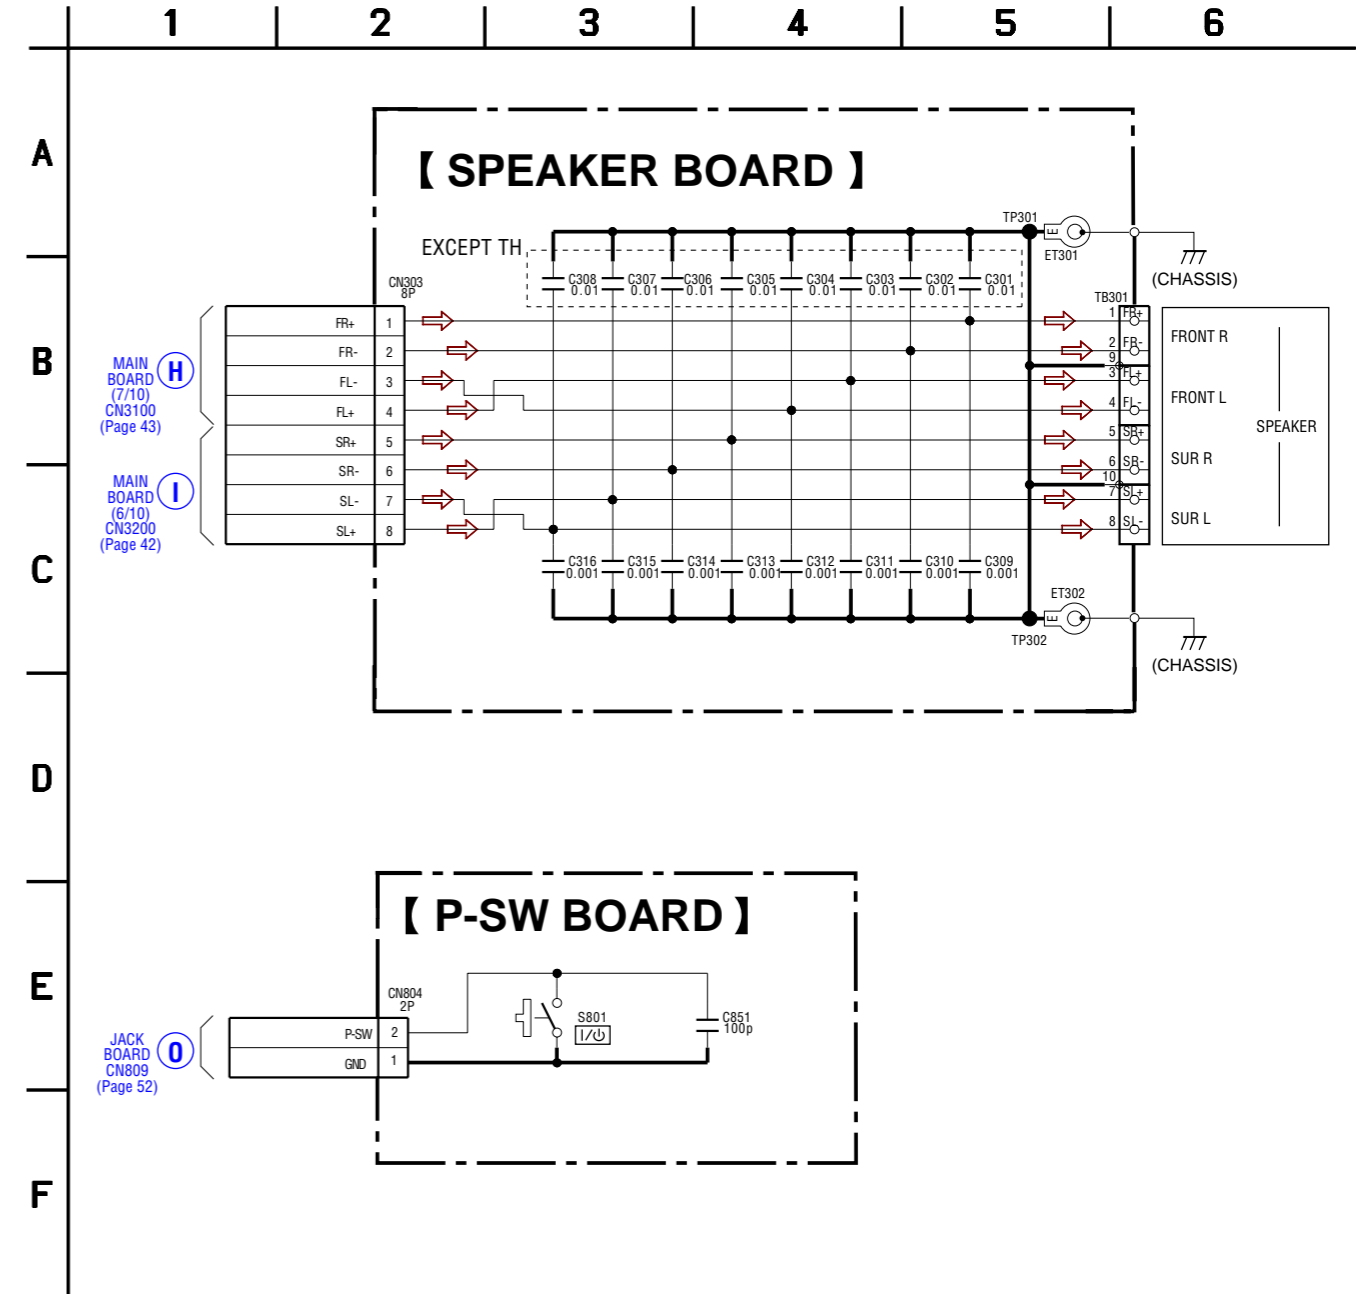 1 2 3 4 5 6
A
B
C
D
E
F
【 SPEAKER BOARD 】
EXCEPT TH
TP301
E
ET301
(CHASSIS)
C308 0.01
C307 0.01
C306 0.01
C305 0.01
C304 0.01
C303 0.01
C302 0.01
C301 0.01
CN303
8P
FR+ 1
FR- 2
FL- 3
FL+ 4
SR+ 5
SR- 6
SL- 7
SL+ 8
MAIN
BOARD
(7/10)
CN3100
(Page 43)
H
MAIN
BOARD
(6/10)
CN3200
(Page 42)
I
TB301
1 FR+
2 FR-
9
3 FL+
4 FL-
5 SR+
6 SR-
10
7 SL+
8 SL-
FRONT R
FRONT L
SUR R
SUR L
SPEAKER
C316 0.001
C315 0.001
C314 0.001
C313 0.001
C312 0.001
C311 0.001
C310 0.001
C309 0.001
ET302
E
TP302
(CHASSIS)
【 P-SW BOARD 】
CN804
2P
P-SW 2
GND 1
JACK
BOARD
CN809
(Page 52)
O
S801
I/⏻
C851
100p